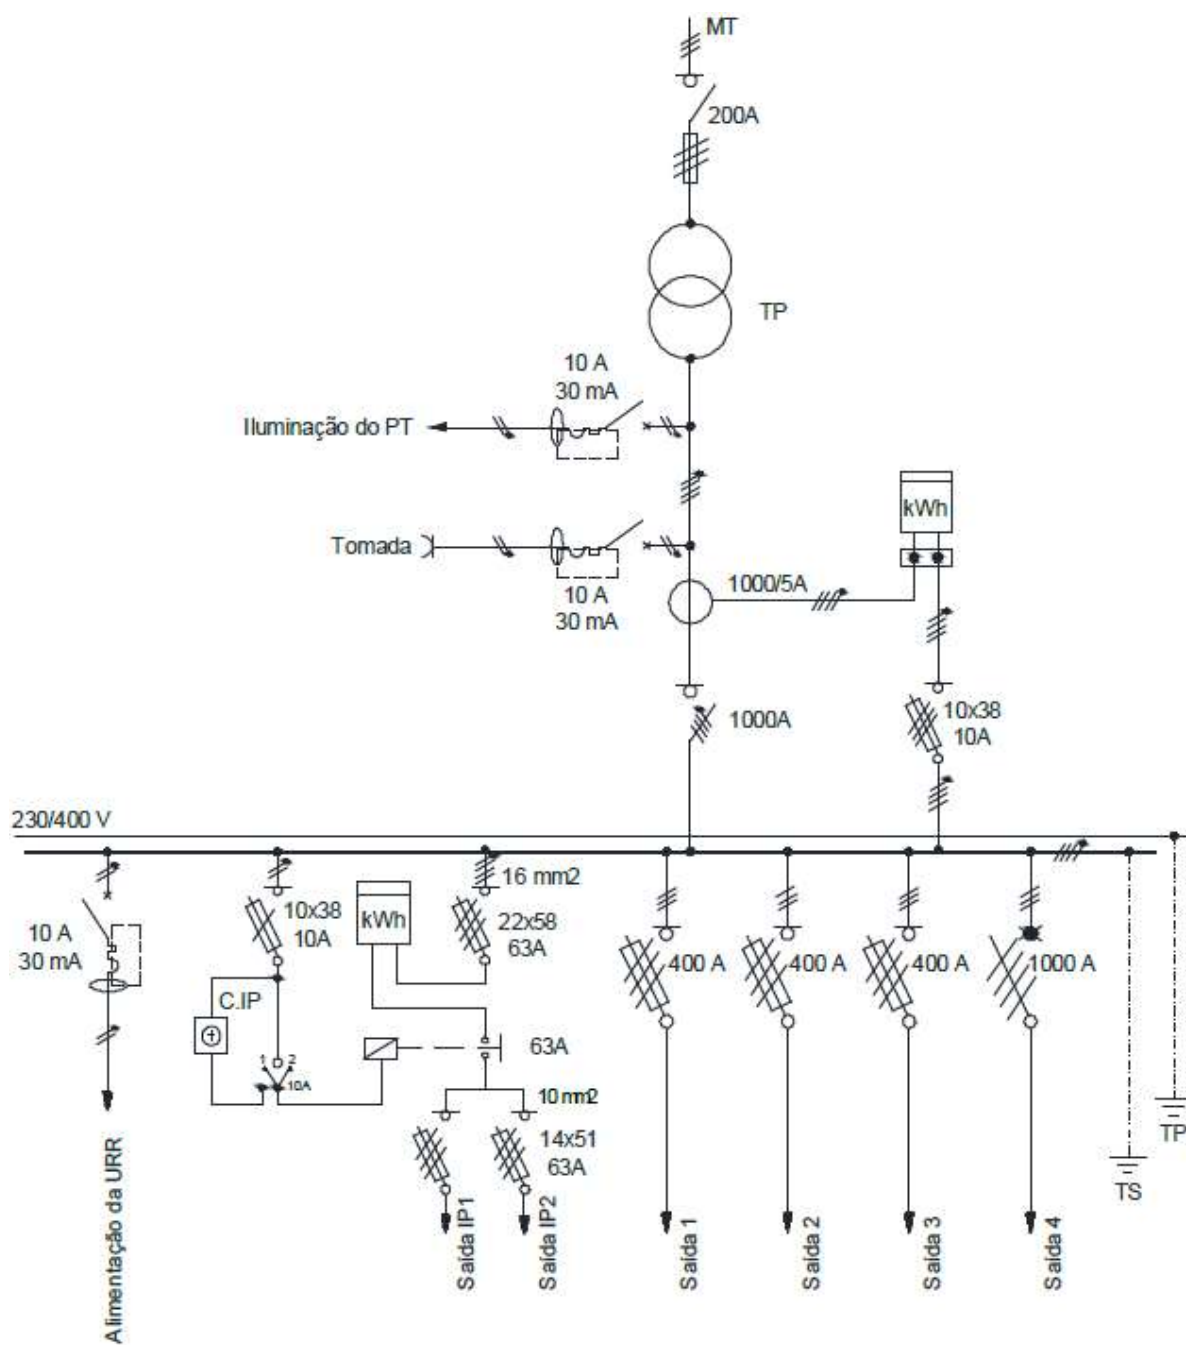 MT
200A
TP
10 A
30 mA
Iluminação do PT
kWh
Tomada
10 A
30 mA
1000/5A
1000A
10x38
10A
230/400 V
16 mm2
10 A
30 mA
10x38
10A
kWh
22x58
63A
400 A
400 A
400 A
1000 A
C.IP
1 2
10A
63A
10 mm2
14x51
63A
TP
TS
Alimentação da URR
Saída IP1
Saída IP2
Saída 1
Saída 2
Saída 3
Saída 4